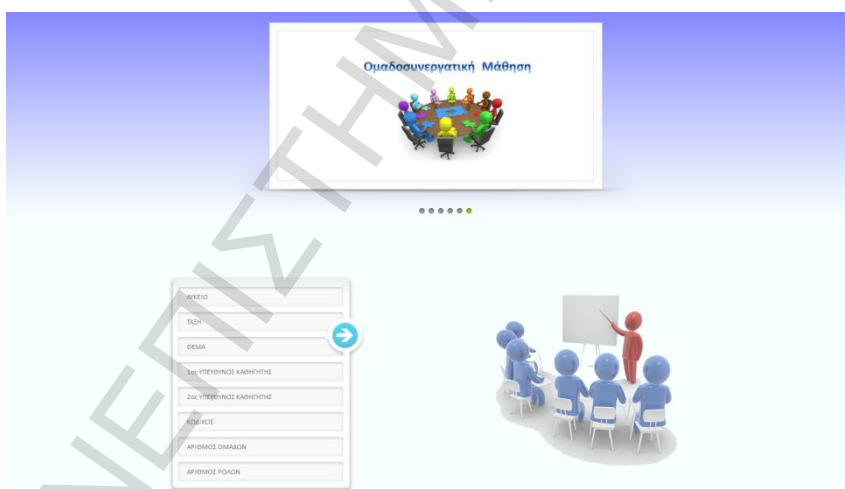 Ομαδοσυνεργατική Μάθηση
ΛΥΚΕΙΟ
ΤΑΞΗ
ΘΕΜΑ
1ος ΥΠΕΥΘΥΝΟΣ ΚΑΘΗΓΗΤΗΣ
2ος ΥΠΕΥΘΥΝΟΣ ΚΑΘΗΓΗΤΗΣ
ΚΩΔΙΚΟΣ
ΑΡΙΘΜΟΣ ΟΜΑΔΩΝ
ΑΡΙΘΜΟΣ ΡΟΛΩΝ